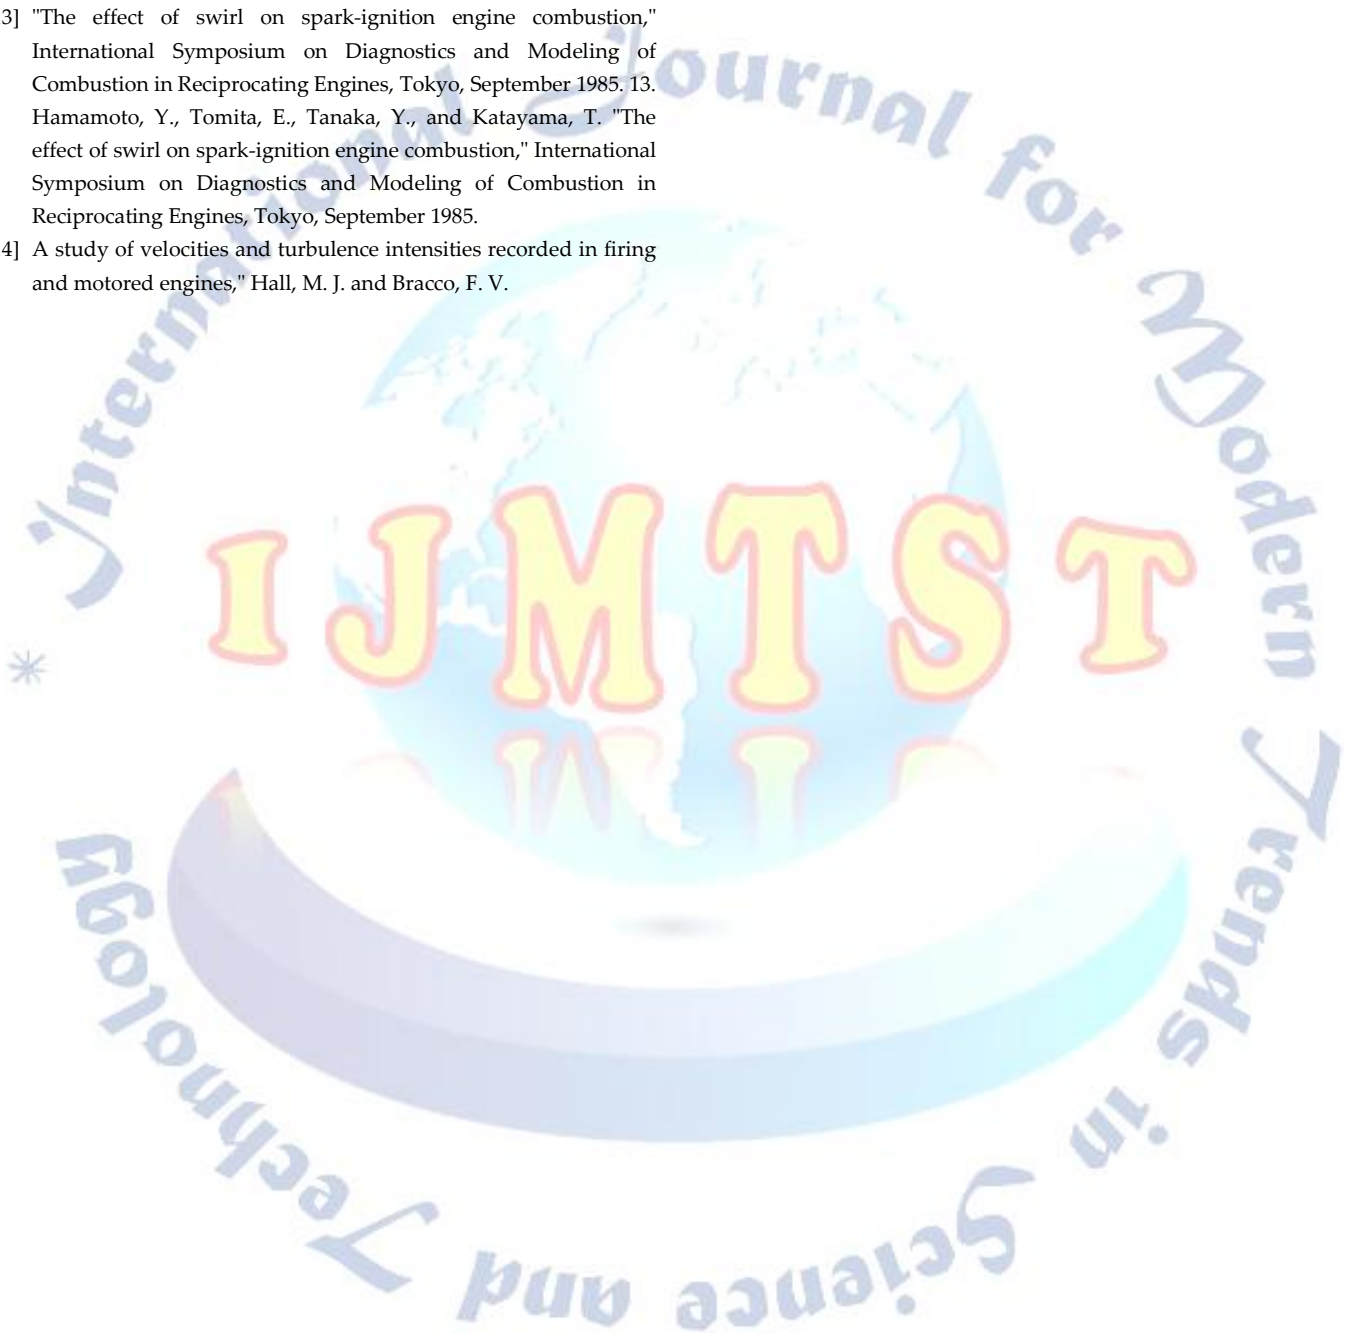 3] "The effect of swirl on spark-ignition engine combustion,"
International Symposium on Diagnostics and Modeling of
Combustion in Reciprocating Engines, Tokyo, September 1985. 13.
Hamamoto, Y., Tomita, E., Tanaka, Y., and Katayama, T. "The
effect of swirl on spark-ignition engine combustion," International
Symposium on Diagnostics and Modeling of Combustion in
Reciprocating Engines, Tokyo, September 1985.
4] A study of velocities and turbulence intensities recorded in firing
and motored engines," Hall, M. J. and Bracco, F. V.
International Journal for Modern Trends in Science and Technology
IJMTST
*